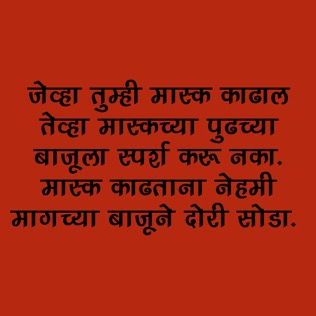 जेव्हा तुम्ही मास्क काढाल
तेव्हा मास्कच्या पुढच्या
बाजूला स्पर्श करू नका.
मास्क काढताना नेहमी
मागच्या बाजूने दोरी सोडा.